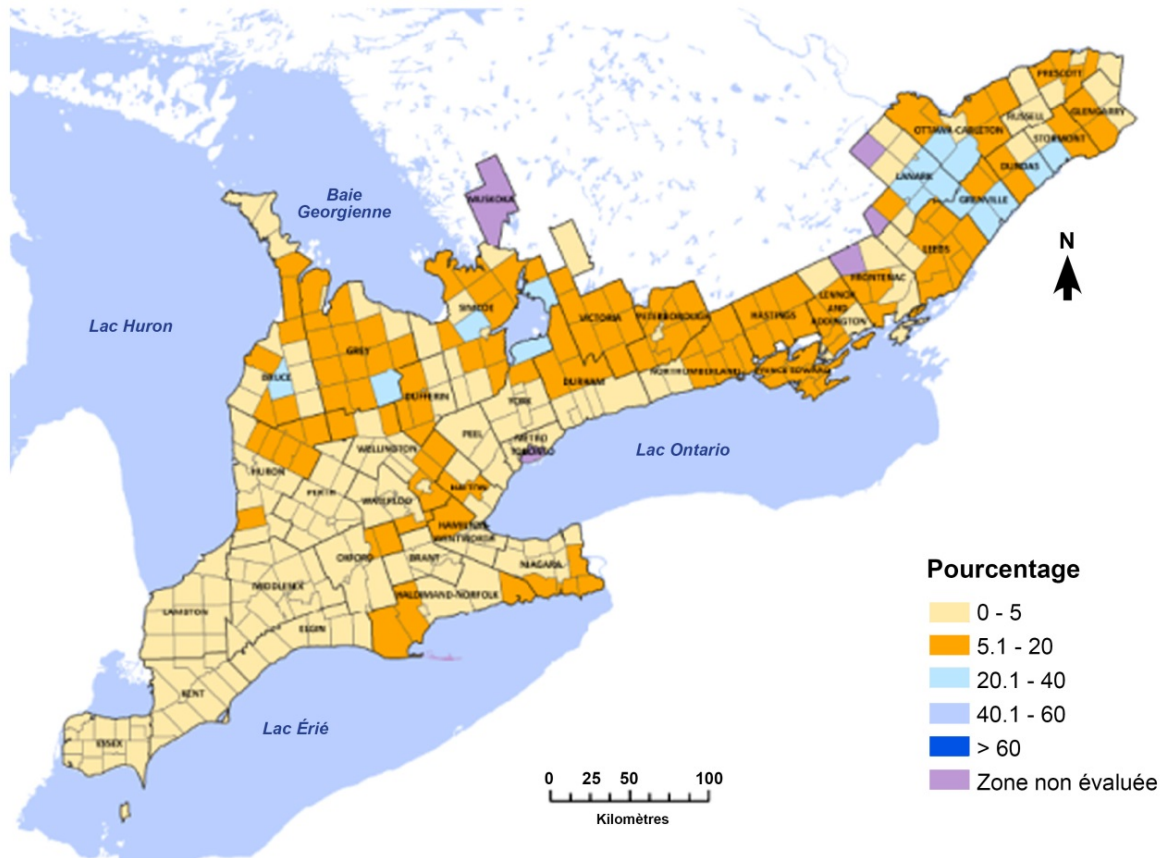 PRESCOTT
GLENGARRY
RUSSELL
OTTAWA-CARLETON
STORMONT
DUNDAS
LANARK
GRENVILLE
MUSKOKA
Baie
Georgienne
N
LEEDS
FRONTENAC
LENNOX
AND
ADDINGTON
SIMCOE
VICTORIA
PETERBOROUGH
HASTINGS
Lac Huron
GREY
BRUCE
DUFFERIN
DURHAM
NORTHUMBERLAND
PRINCE EDWARD
YORK
PEEL
METRO
TORONTO
Lac Ontario
WELLINGTON
HURON
PERTH
WATERLOO
HALTON
HAMILTON-
WENTWORTH
OXFORD
BRANT
NIAGARA
MIDDLESEX
HALDIMAND-NORFOLK
LAMBTON
ELGIN
KENT
Lac Érié
ESSEX
Pourcentage
0 - 5
5.1 - 20
20.1 - 40
40.1 - 60
> 60
Zone non évaluée
0 25 50 100
Kilomètres